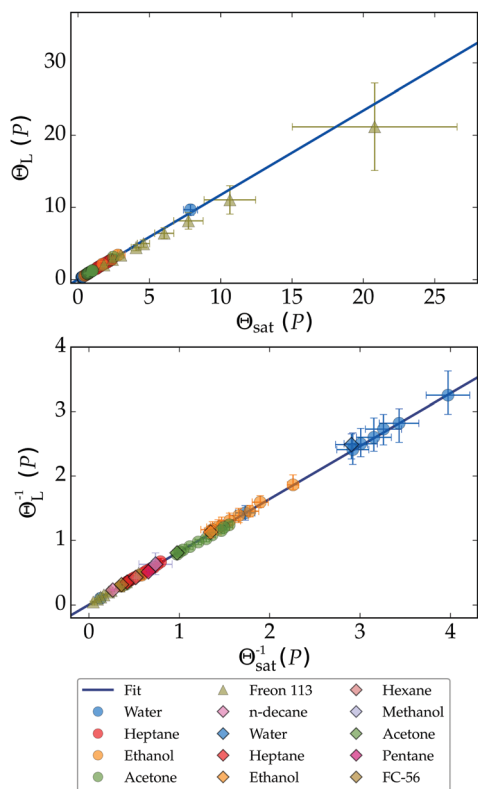 30
20
10
0
Θ_L (P)
0 5 10 15 20 25
Θ_sat (P)
4
3
2
1
0
Θ_L^-1 (P)
0 1 2 3 4
Θ_sat^-1 (P)
Fit Freon 113 Hexane
Water n-decane Methanol
Heptane Water Acetone
Ethanol Heptane Pentane
Acetone Ethanol FC-56